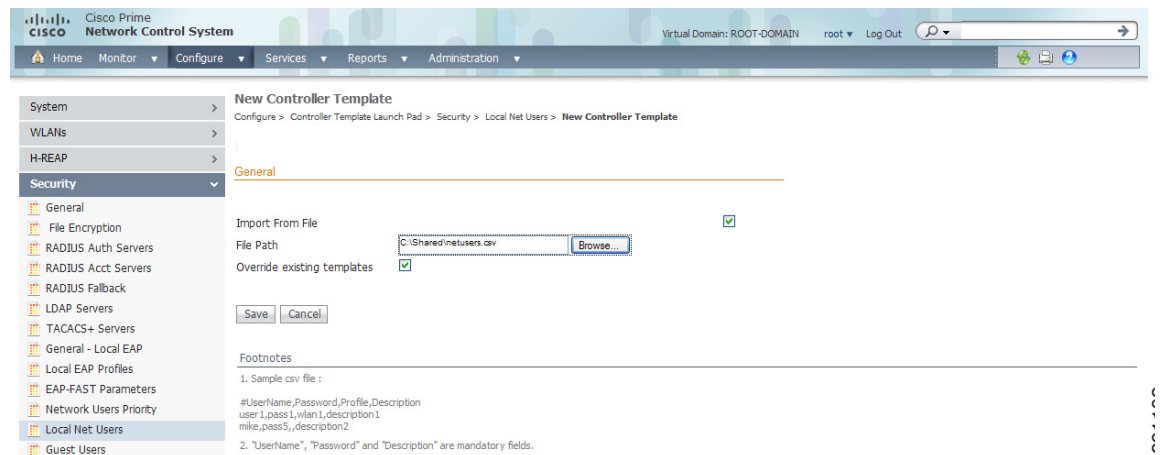 cisco
Cisco Prime
Network Control System
Virtual Domain: ROOT-DOMAIN root Log Out
Home Monitor Configure Services Reports Administration
System
WLANs
H-REAP
Security
General
File Encryption
RADIUS Auth Servers
RADIUS Acct Servers
RADIUS Fallback
LDAP Servers
TACACS+ Servers
General - Local EAP
Local EAP Profiles
EAP-FAST Parameters
Network Users Priority
Local Net Users
Guest Users
New Controller Template
Configure > Controller Template Launch Pad > Security > Local Net Users > New Controller Template
General
Import From File
File Path C:\Shared\netusers.csv Browse...
Override existing templates
Save Cancel
Footnotes
1. Sample csv file :
#UserName,Password,Profile,Description
user1,pass1,wlan1,description1
mike,pass5,,description2
2. "UserName", "Password" and "Description" are mandatory fields.